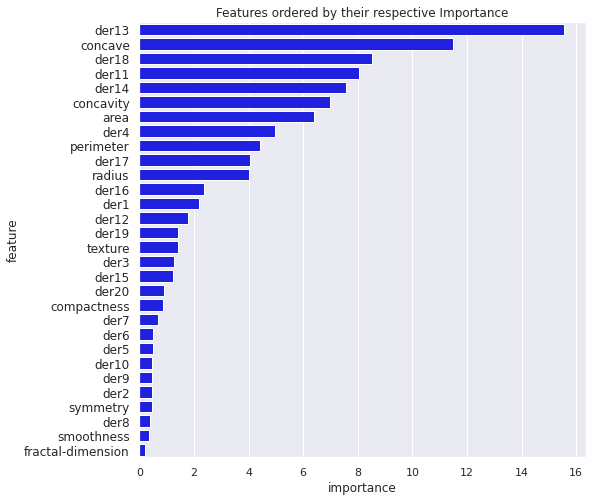 Features ordered by their respective Importance
der13
concave
der18
der11
der14
concavity
area
der4
perimeter
der17
radius
der16
der1
der12
der19
texture
der3
der15
der20
compactness
der7
der6
der5
der10
der9
der2
symmetry
der8
smoothness
fractal-dimension
feature
0 2 4 6 8 10 12 14 16
importance